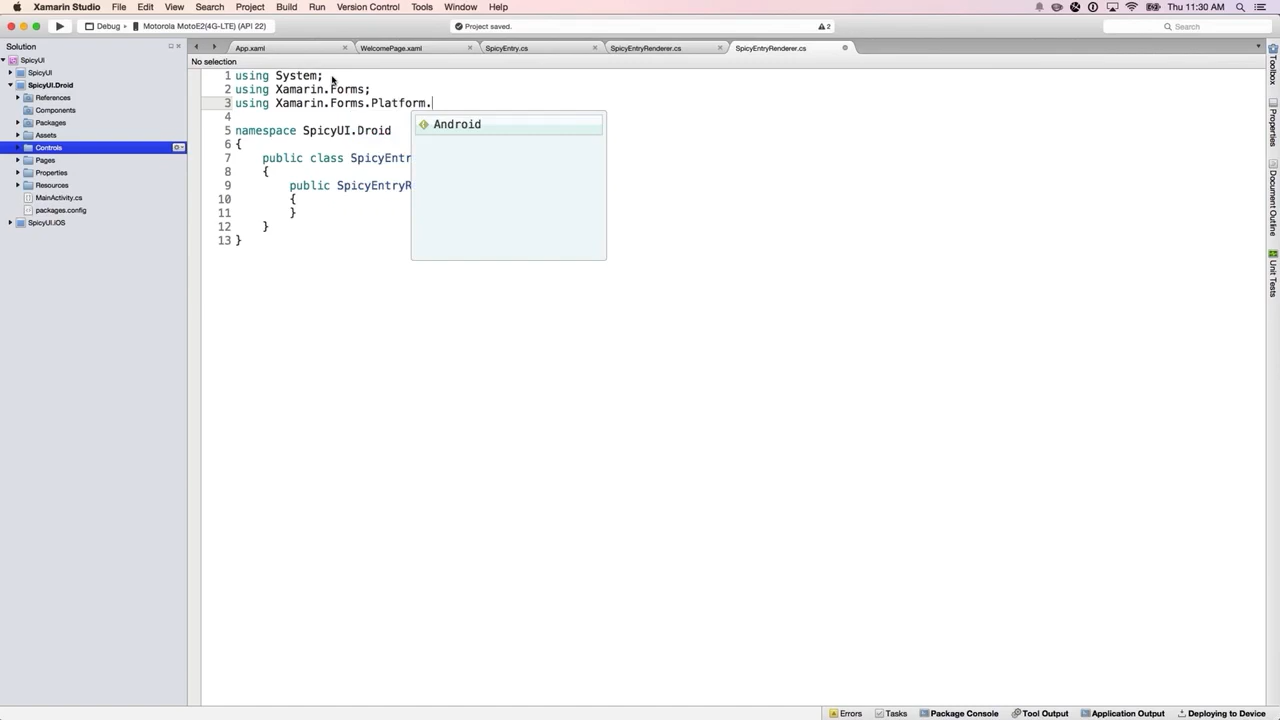 Xamarin Studio File Edit View Search Project Build Run Version Control Tools Window Help Thu 11:30 AM
Debug Motorola MotoE2(4G-LTE) (API 22) Project saved. 2 Search
Solution
App.xaml WelcomePage.xaml SpicyEntry.cs SpicyEntryRenderer.cs SpicyEntryRenderer.cs
No selection
SpicyUI
SpicyUI
SpicyUI.Droid
References
Components
Packages
Assets
Controls
Pages
Properties
Resources
MainActivity.cs
packages.config
SpicyUI.iOS
1 using System;
2 using Xamarin.Forms;
3 using Xamarin.Forms.Platform.
4
5 namespace SpicyUI.Droid
6 {
7 public class SpicyEntr
8 {
9 public SpicyEntryR
10 {
11 }
12 }
13 }
Android
Toolbox
Properties
Document Outline
Unit Tests
Errors Tasks Package Console Tool Output Application Output Deploying to Device